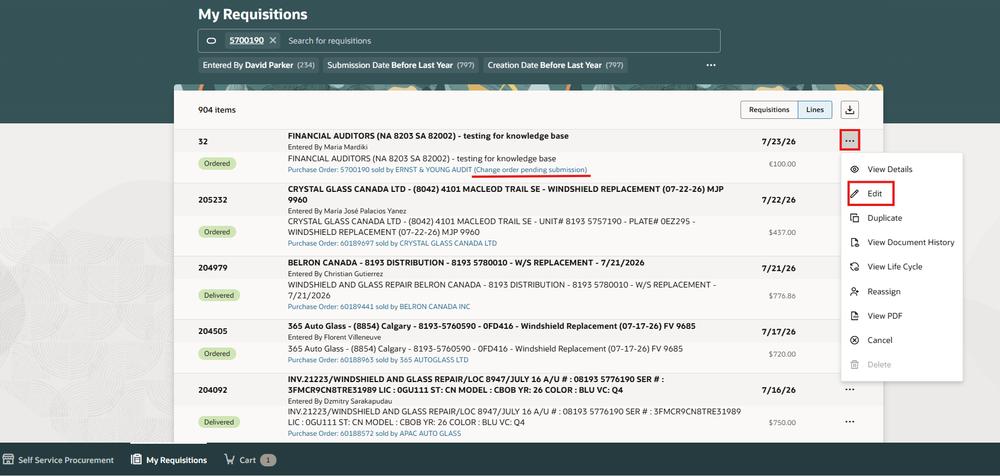 My Requisitions
5700190 Search for requisitions
Entered By David Parker (234) Submission Date Before Last Year (797) Creation Date Before Last Year (797)
904 items
Requisitions Lines
32
FINANCIAL AUDITORS (NA 8203 SA 82002) - testing for knowledge base
Entered By Maria Mardiki
7/23/26
Ordered
FINANCIAL AUDITORS (NA 8203 SA 82002) - testing for knowledge base
Purchase Order: 5700190 sold by ERNST & YOUNG AUDIT (Change order pending submission)
€100.00
205232
CRYSTAL GLASS CANADA LTD - (8042) 4101 MACLEOD TRAIL SE - WINDSHIELD REPLACEMENT (07-22-26) MJP
9960
Entered By María José Palacios Yanez
7/22/26
Ordered
CRYSTAL GLASS CANADA LTD - (8042) 4101 MACLEOD TRAIL SE - UNIT# 8193 5757190 - PLATE# 0EZ295 -
WINDSHIELD REPLACEMENT (07-22-26) MJP 9960
Purchase Order: 60189697 sold by CRYSTAL GLASS CANADA LTD
$437.00
204979
BELRON CANADA - 8193 DISTRIBUTION - 8193 5780010 - W/S REPLACEMENT - 7/21/2026
Entered By Christian Gutierrez
7/21/26
Delivered
WINDSHIELD AND GLASS REPAIR BELRON CANADA - 8193 DISTRIBUTION - 8193 5780010 - W/S REPLACEMENT -
7/21/2026
Purchase Order: 60189441 sold by BELRON CANADA INC
$776.86
204505
365 Auto Glass - (8854) Calgary - 8193-5760590 - 0FD416 - Windshield Replacement (07-17-26) FV 9685
Entered By Florent Villeneuve
7/17/26
Ordered
365 Auto Glass - (8854) Calgary - 8193-5760590 - 0FD416 - Windshield Replacement (07-17-26) FV 9685
Purchase Order: 60188963 sold by 365 AUTOGLASS LTD
$720.00
204092
INV.21223/WINDSHIELD AND GLASS REPAIR/LOC 8947/JULY 16 A/U # : 08193 5776190 SER # :
3FMCR9CN8TRE31989 LIC : 0GU111 ST: CN MODEL : CBOB YR: 26 COLOR : BLU VC: Q4
Entered By Dzmitry Sarakapudau
7/16/26
Delivered
INV.21223/WINDSHIELD AND GLASS REPAIR/LOC 8947/JULY 16 A/U # : 08193 5776190 SER # : 3FMCR9CN8TRE31989
LIC : 0GU111 ST: CN MODEL : CBOB YR: 26 COLOR : BLU VC: Q4
Purchase Order: 60188572 sold by APAC AUTO GLASS
$750.00
View Details
Edit
Duplicate
View Document History
View Life Cycle
Reassign
View PDF
Cancel
Delete
Self Service Procurement My Requisitions Cart 1